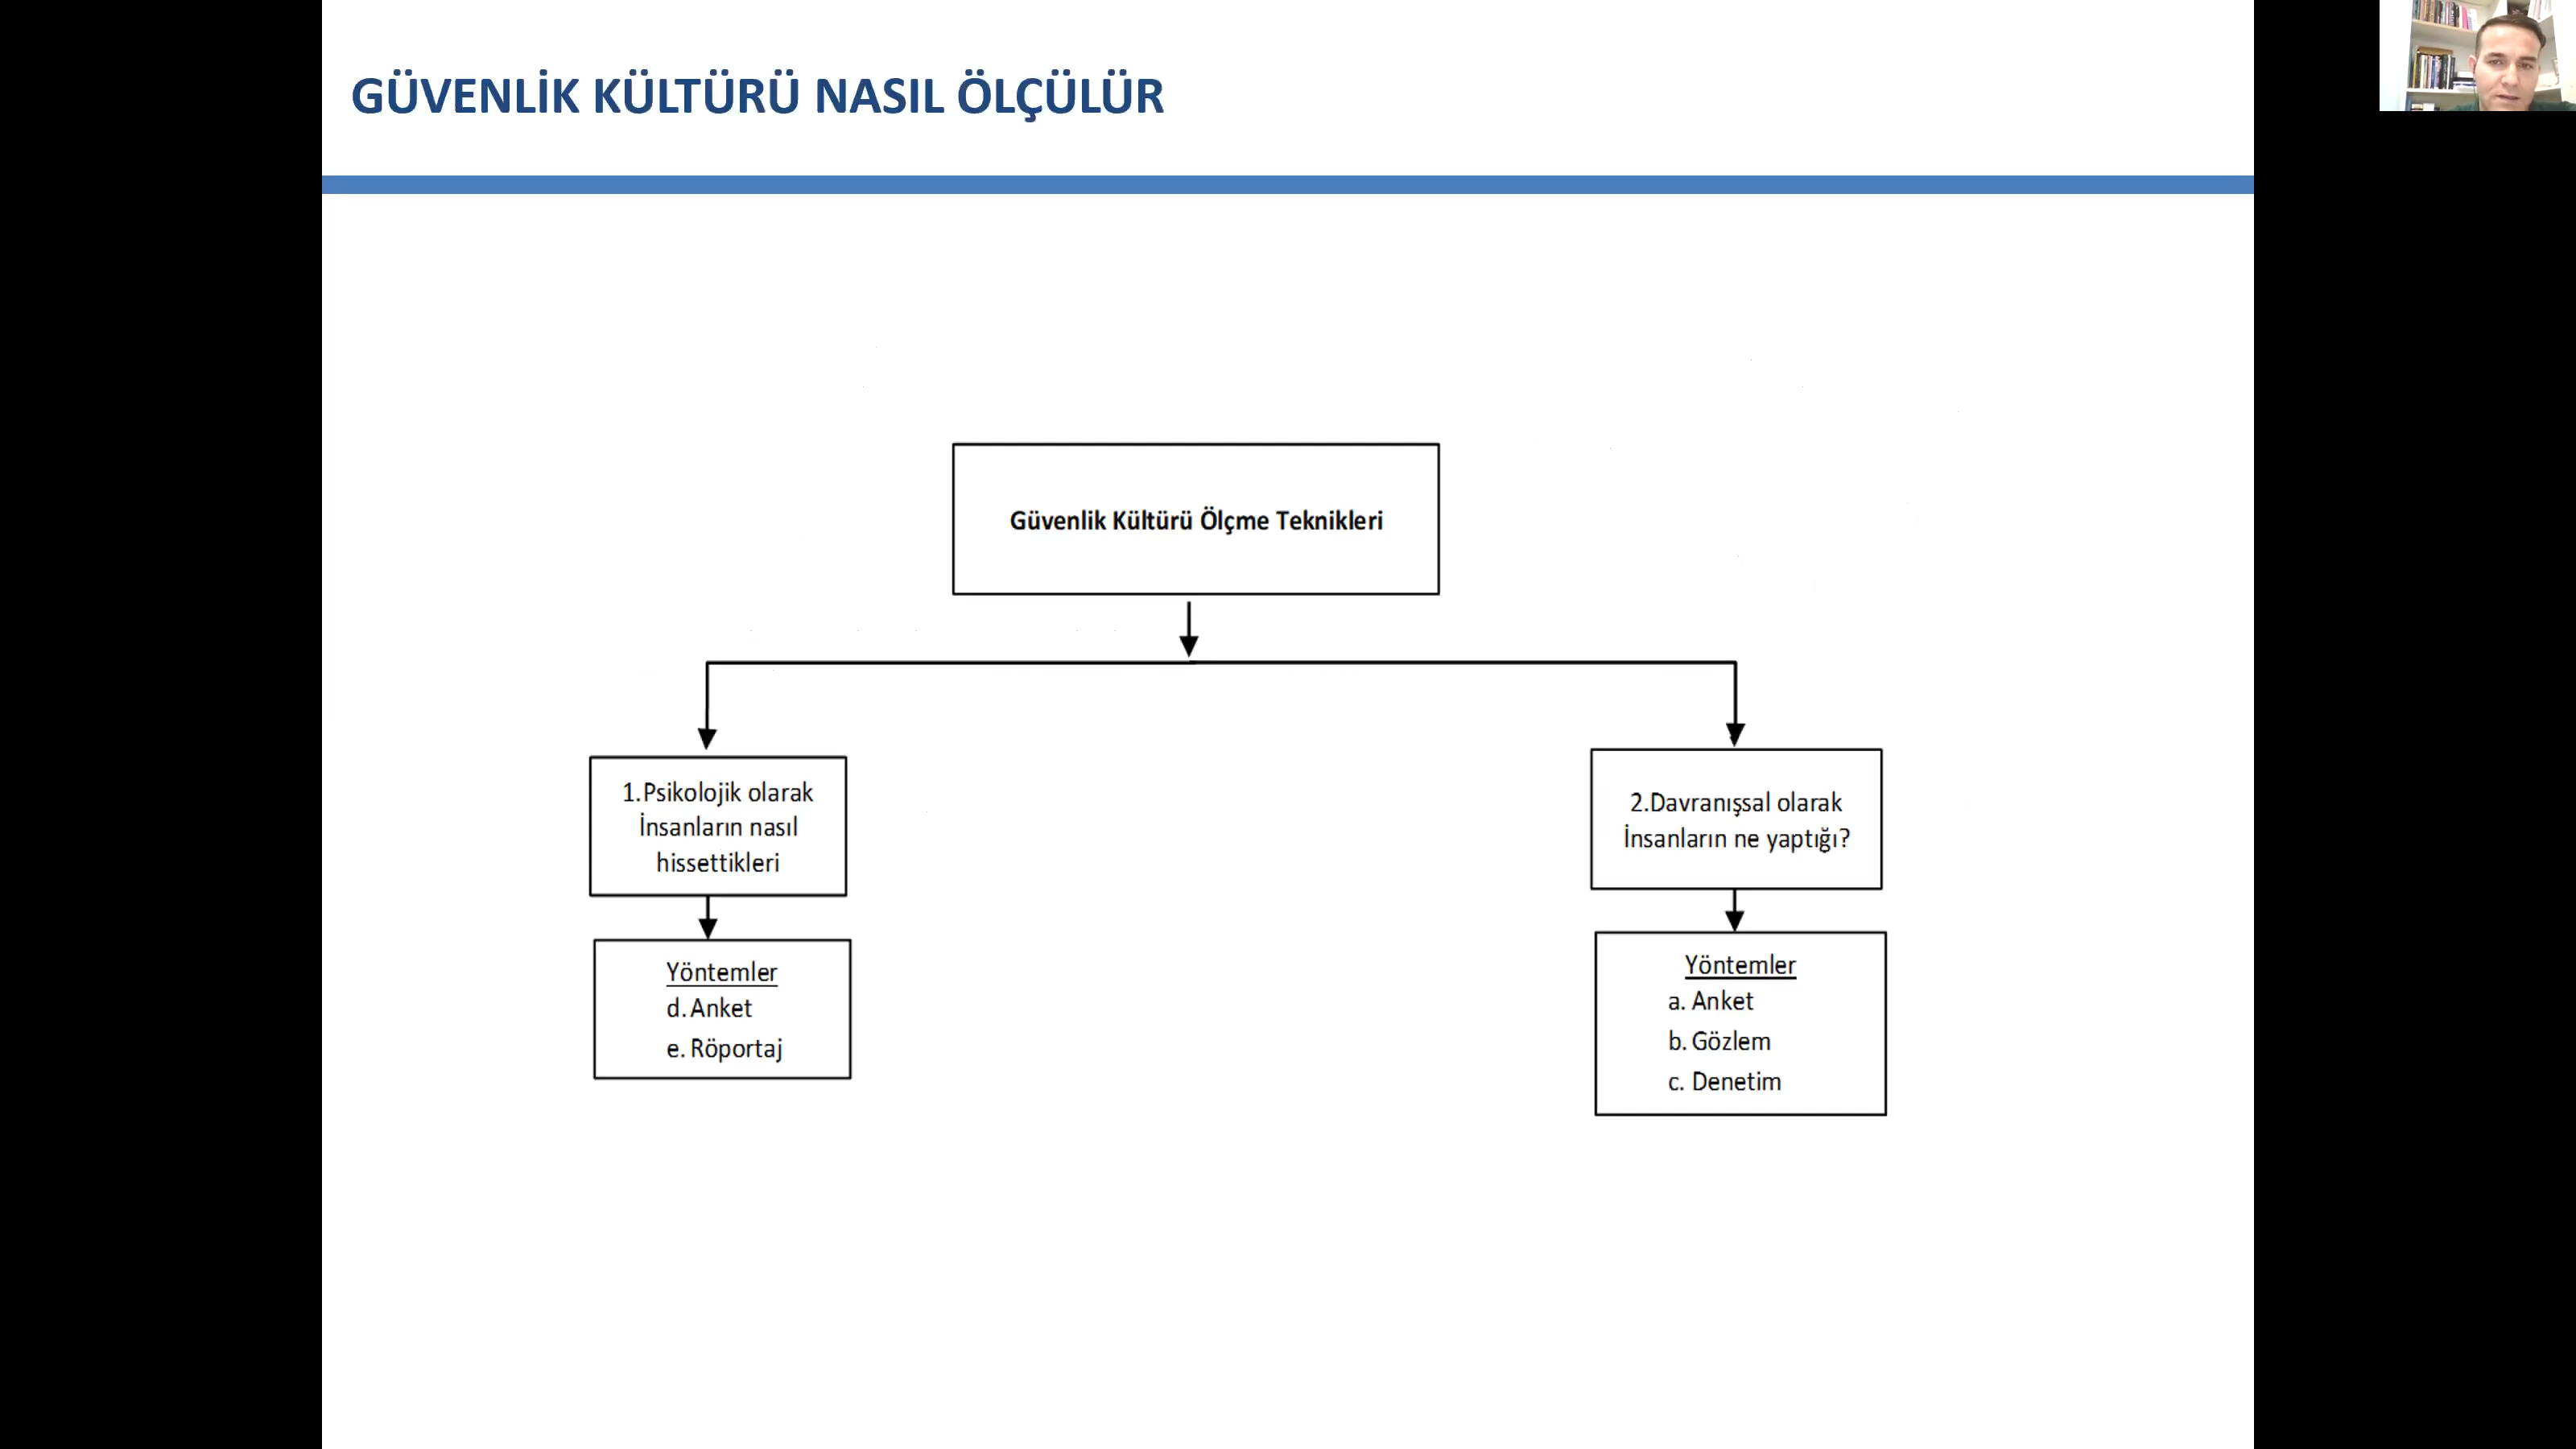 GÜVENLİK KÜLTÜRÜ NASIL ÖLÇÜLÜR
Güvenlik Kültürü Ölçme Teknikleri
1.Psikolojik olarak
İnsanların nasıl
hissettikleri
Yöntemler
d. Anket
e. Röportaj
2.Davranışsal olarak
İnsanların ne yaptığı?
Yöntemler
a. Anket
b. Gözlem
c. Denetim